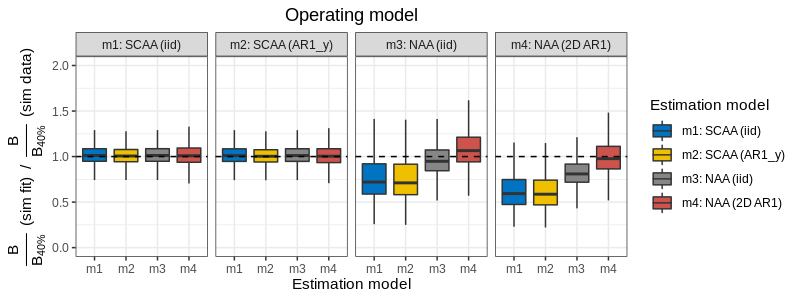 Operating model
m1: SCAA (iid)
m2: SCAA (AR1_y)
m3: NAA (iid)
m4: NAA (2D AR1)
B / B40% (sim fit) / B / B40% (sim data)
2.0
1.5
1.0
0.5
0.0
m1 m2 m3 m4
m1 m2 m3 m4
m1 m2 m3 m4
m1 m2 m3 m4
Estimation model
Estimation model
m1: SCAA (iid)
m2: SCAA (AR1_y)
m3: NAA (iid)
m4: NAA (2D AR1)